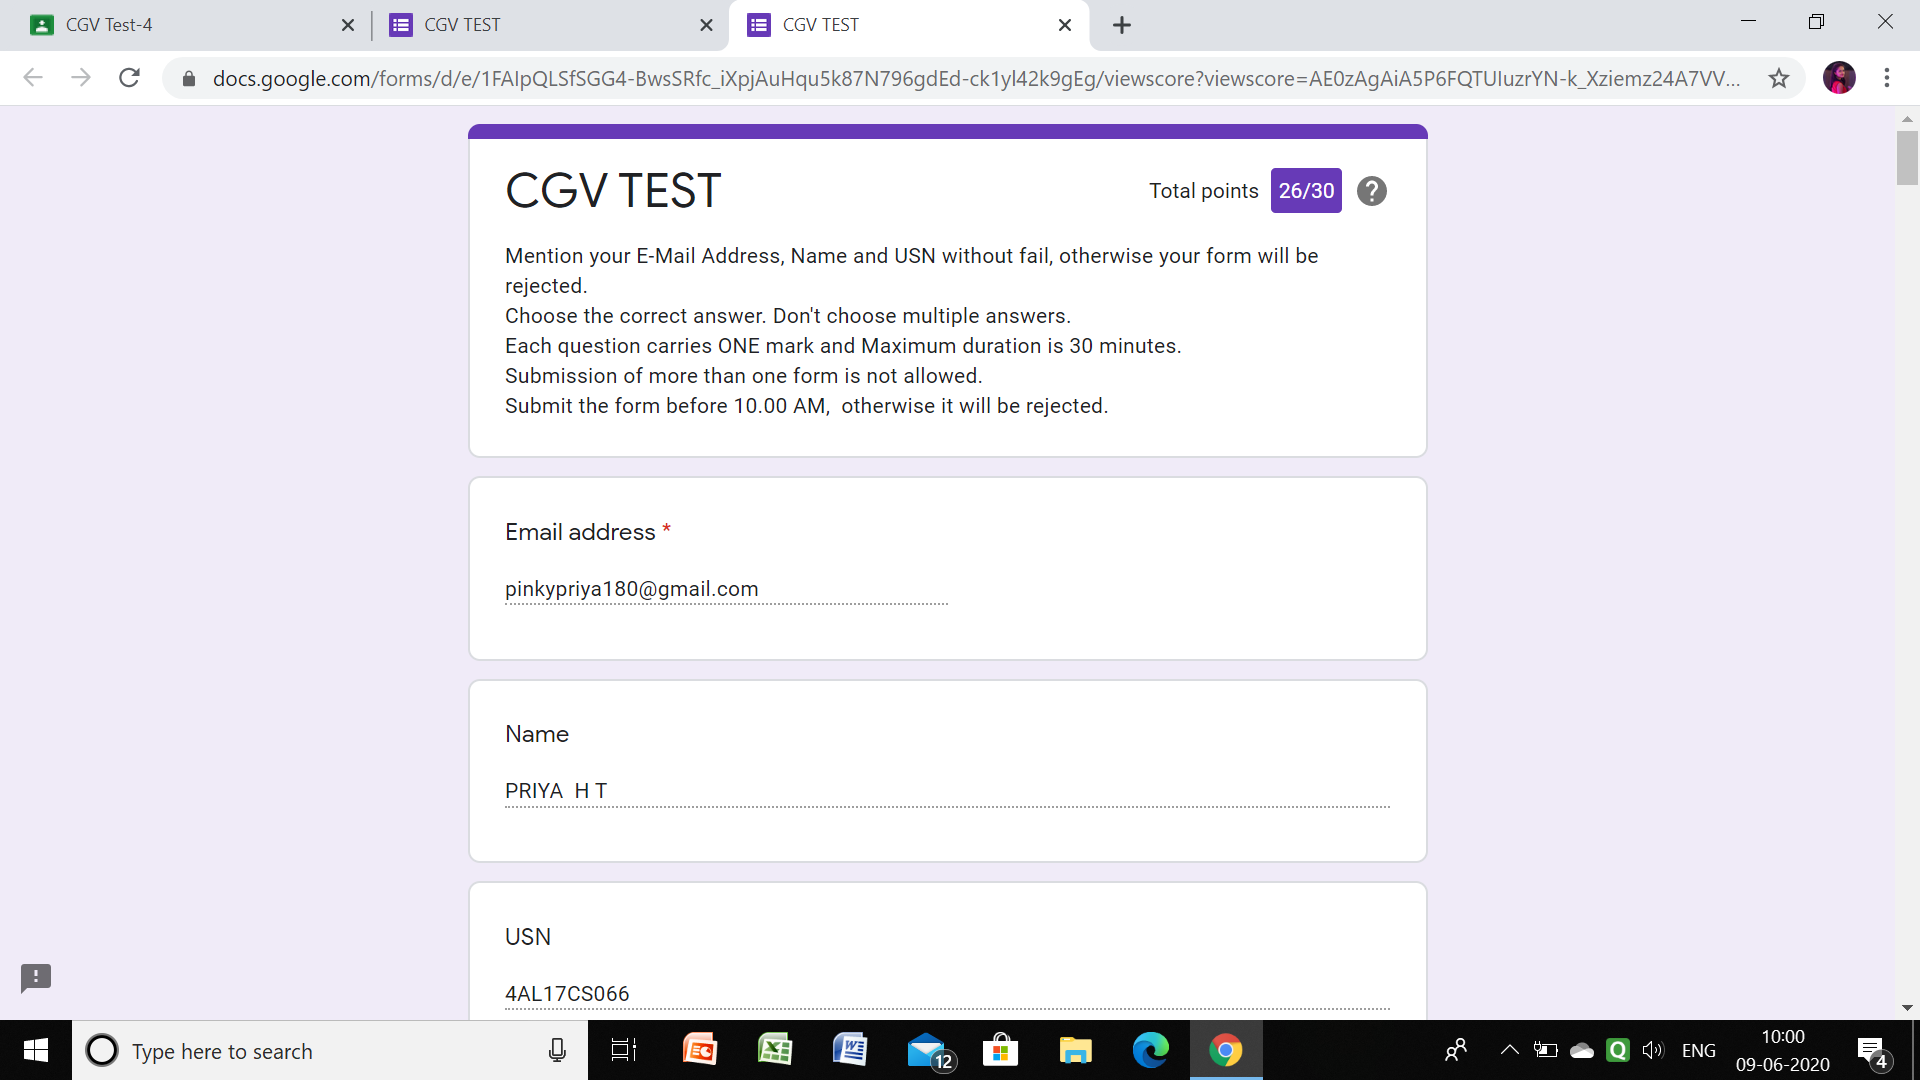 CGV Test-4
CGV TEST
CGV TEST
docs.google.com/forms/d/e/1FAIpQLSfSGG4-BwsSRfc_iXpjAuHqu5k87N796gdEd-ck1yl42k9gEg/viewscore?viewscore=AE0zAgAiA5P6FQTUIuzrYN-k_Xziemz24A7VV...
CGV TEST
Total points 26/30
Mention your E-Mail Address, Name and USN without fail, otherwise your form will be
rejected.
Choose the correct answer. Don't choose multiple answers.
Each question carries ONE mark and Maximum duration is 30 minutes.
Submission of more than one form is not allowed.
Submit the form before 10.00 AM,  otherwise it will be rejected.
Email address *
pinkypriya180@gmail.com
Name
PRIYA  H T
USN
4AL17CS066
Type here to search
12
ENG
10:00
09-06-2020
4